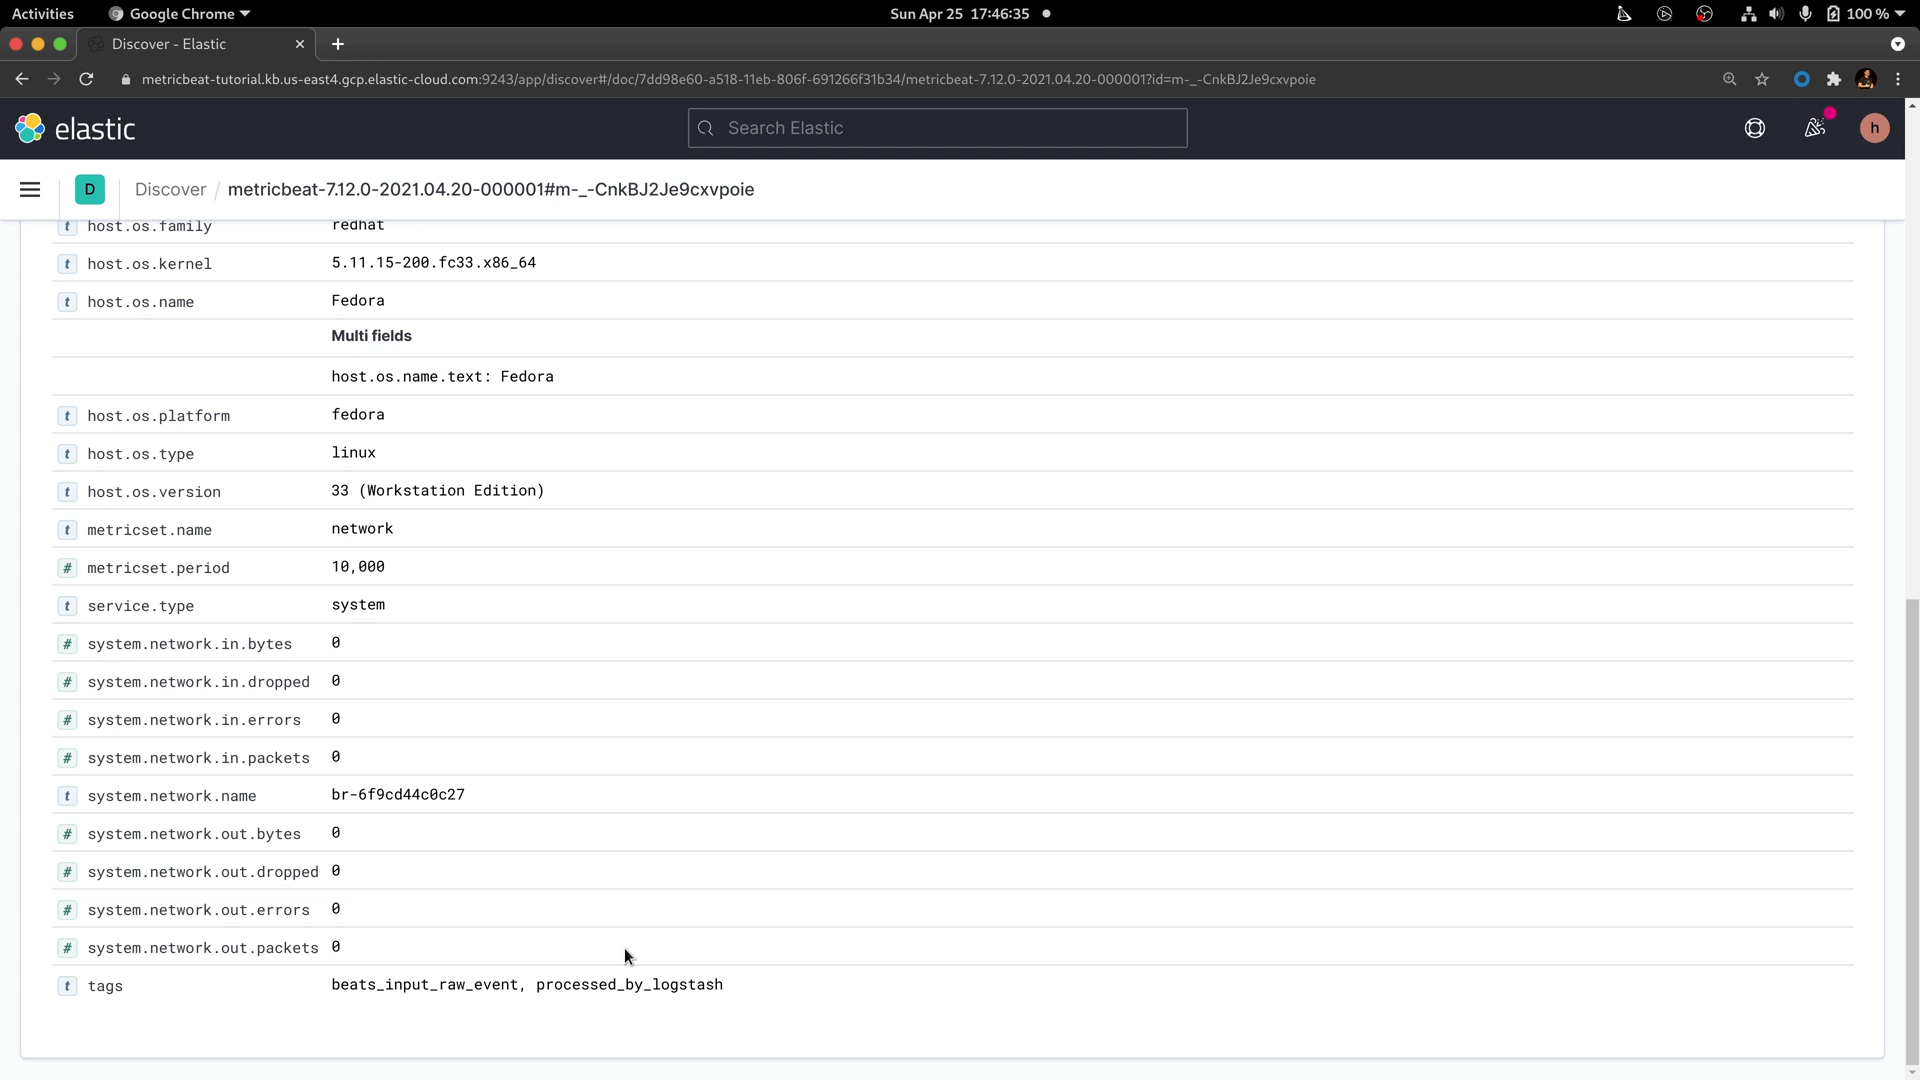 Activities Google Chrome Sun Apr 25 17:46:35 100 %
Discover - Elastic
metricbeat-tutorial.kb.us-east4.gcp.elastic-cloud.com:9243/app/discover#/doc/7dd98e60-a518-11eb-806f-691266f31b34/metricbeat-7.12.0-2021.04.20-000001?id=m-_-CnkBJ2Je9cxvpoie
elastic Search Elastic h
D Discover / metricbeat-7.12.0-2021.04.20-000001#m-_-CnkBJ2Je9cxvpoie
t host.os.family redhat
t host.os.kernel 5.11.15-200.fc33.x86_64
t host.os.name Fedora
Multi fields
host.os.name.text: Fedora
t host.os.platform fedora
t host.os.type linux
t host.os.version 33 (Workstation Edition)
t metricset.name network
# metricset.period 10,000
t service.type system
# system.network.in.bytes 0
# system.network.in.dropped 0
# system.network.in.errors 0
# system.network.in.packets 0
t system.network.name br-6f9cd44c0c27
# system.network.out.bytes 0
# system.network.out.dropped 0
# system.network.out.errors 0
# system.network.out.packets 0
t tags beats_input_raw_event, processed_by_logstash